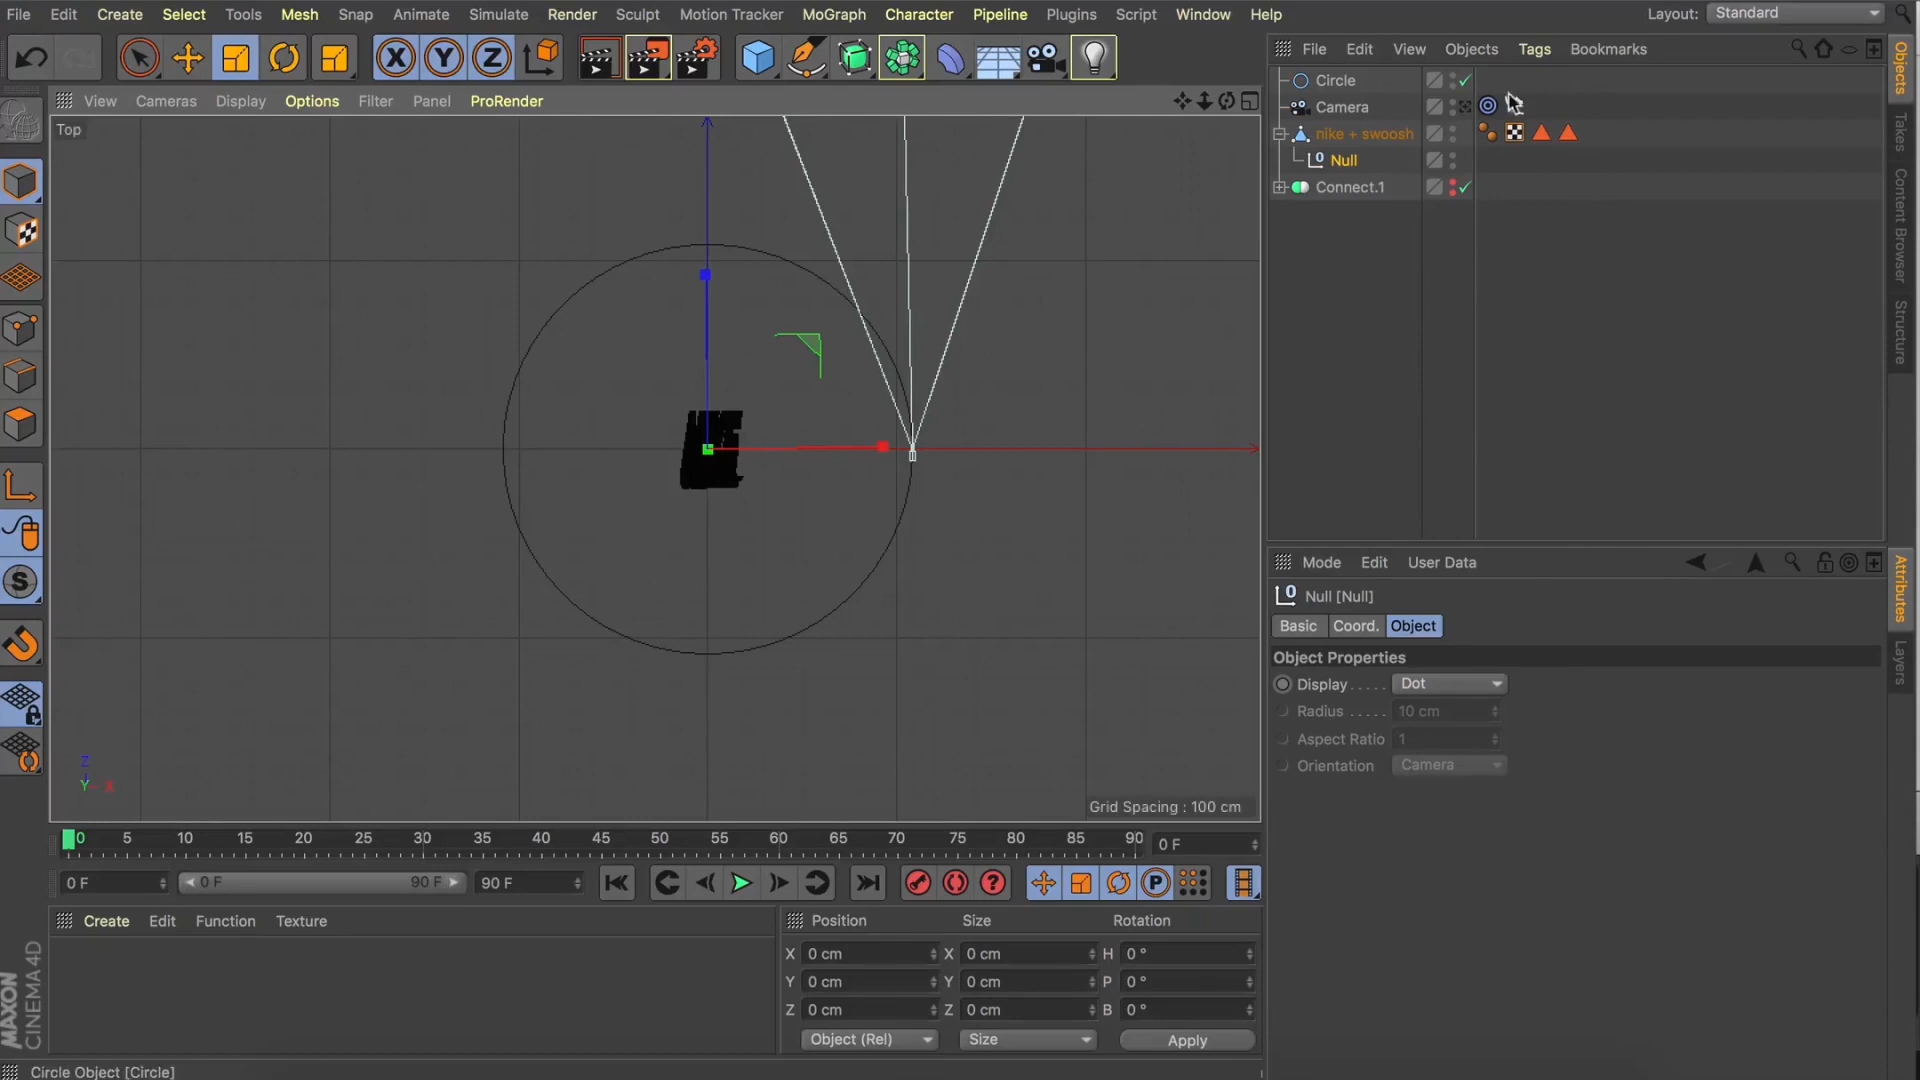 File Edit Create Select Tools Mesh Snap Animate Simulate Render Sculpt Motion Tracker MoGraph Character Pipeline Plugins Script Window Help Layout: Standard
X Y Z
File Edit View Objects Tags Bookmarks
View Cameras Display Options Filter Panel ProRender
Top
Circle
Camera
nike + swoosh
0 Null
Connect.1
Objects
Takes
Content Browser
Structure
S
Z
Y X
Grid Spacing : 100 cm
Mode Edit User Data
0 Null [Null]
Basic Coord. Object
Object Properties
Display . . . . . Dot
Radius . . . . . 10 cm
Aspect Ratio 1
Orientation Camera
Attributes
Layers
0 5 10 15 20 25 30 35 40 45 50 55 60 65 70 75 80 85 90 0 F
0 F 0 F 90 F 90 F ? P
Create Edit Function Texture
Position Size Rotation
X 0 cm X 0 cm H 0 °
Y 0 cm Y 0 cm P 0 °
Z 0 cm Z 0 cm B 0 °
Object (Rel) Size Apply
MAXON
CINEMA 4D
Circle Object [Circle]